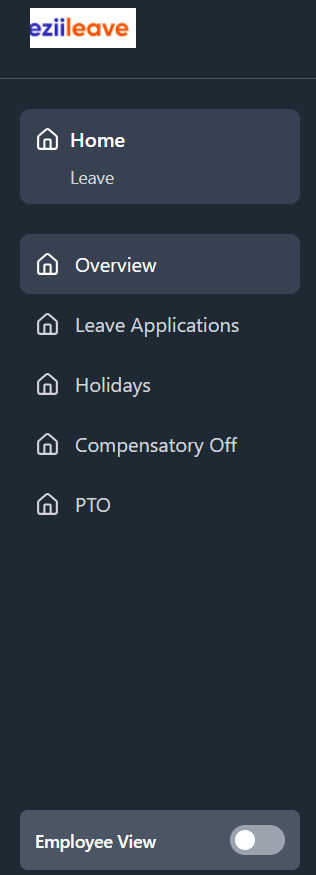 eziileave
Home
Leave
Overview
Leave Applications
Holidays
Compensatory Off
PTO
Employee View